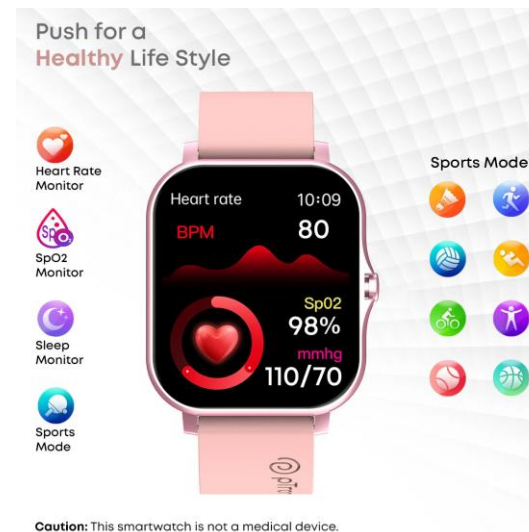 Push for a
Healthy Life Style
Heart Rate
Monitor
SpO2
Monitor
Sleep
Monitor
Sports
Mode
Heart rate 10:09
BPM 80
Sp02
98%
mmhg
110/70
Sports Mode
SpO₂
Caution: This smartwatch is not a medical device.